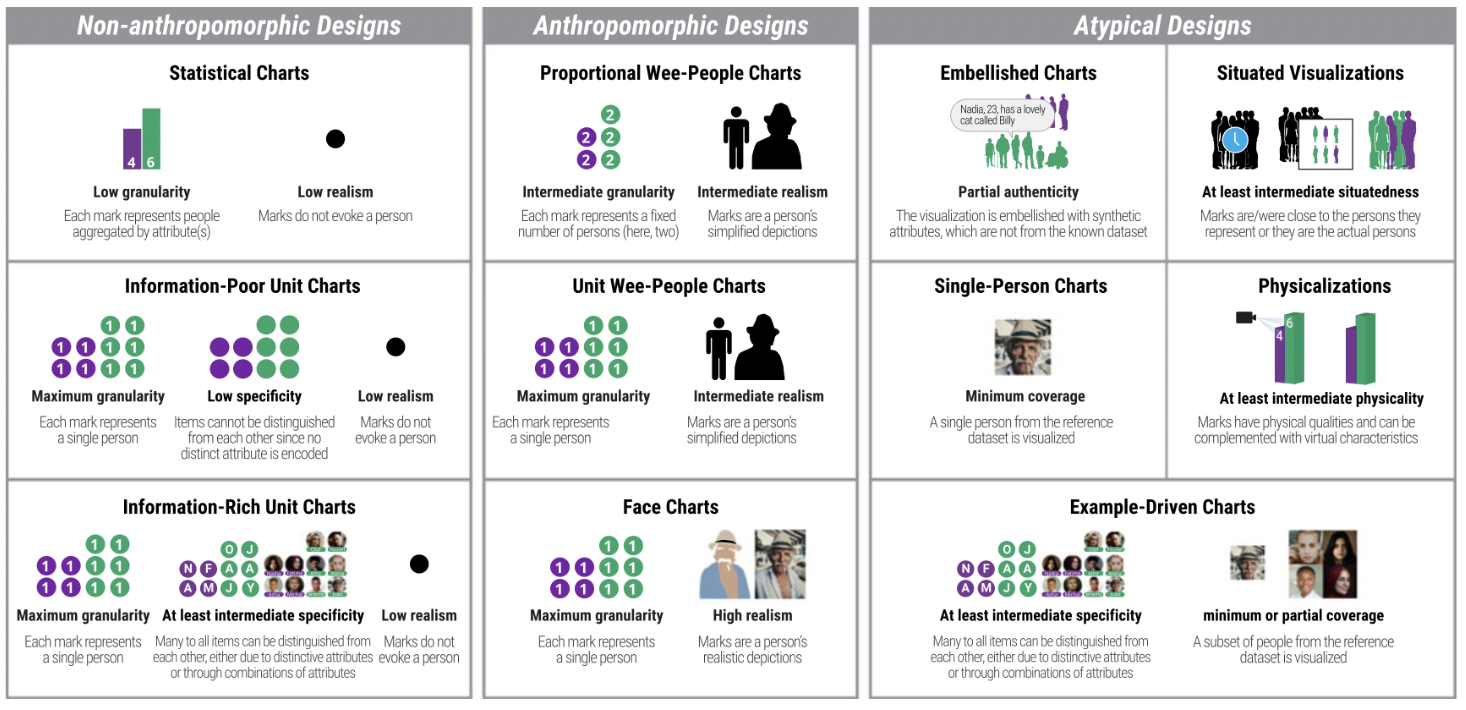 Non-anthropomorphic Designs
Statistical Charts
4 6
Low granularity
Each mark represents people
aggregated by attribute(s)
Low realism
Marks do not evoke a person
Information-Poor Unit Charts
1 1
1 1 1 1
1 1 1 1
Maximum granularity
Each mark represents
a single person
Low specificity
Items cannot be distinguished
from each other since no
distinct attribute is encoded
Low realism
Marks do not
evoke a person
Information-Rich Unit Charts
1 1
1 1 1 1
1 1 1 1
Maximum granularity
Each mark represents
a single person
O J
N F A A
A M J Y
At least intermediate specificity
Many to all items can be distinguished from
each other, either due to distinctive attributes
or through combinations of attributes
Low realism
Marks do not
evoke a person
Anthropomorphic Designs
Proportional Wee-People Charts
2
2 2
2 2
Intermediate granularity
Each mark represents a fixed
number of persons (here, two)
Intermediate realism
Marks are a person's
simplified depictions
Unit Wee-People Charts
1 1
1 1 1 1
1 1 1 1
Maximum granularity
Each mark represents
a single person
Intermediate realism
Marks are a person's
simplified depictions
Face Charts
1 1
1 1 1 1
1 1 1 1
Maximum granularity
Each mark represents
a single person
High realism
Marks are a person's
realistic depictions
Atypical Designs
Embellished Charts
Nadia, 23, has a lovely
cat called Billy
Partial authenticity
The visualization is embellished with synthetic
attributes, which are not from the known dataset
Situated Visualizations
At least intermediate situatedness
Marks are/were close to the persons they
represent or they are the actual persons
Single-Person Charts
Minimum coverage
A single person from the reference
dataset is visualized
Physicalizations
4 6
At least intermediate physicality
Marks have physical qualities and can be
complemented with virtual characteristics
Example-Driven Charts
O J
N F A A
A M J Y
At least intermediate specificity
Many to all items can be distinguished from
each other, either due to distinctive attributes
or through combinations of attributes
minimum or partial coverage
A subset of people from the reference
dataset is visualized